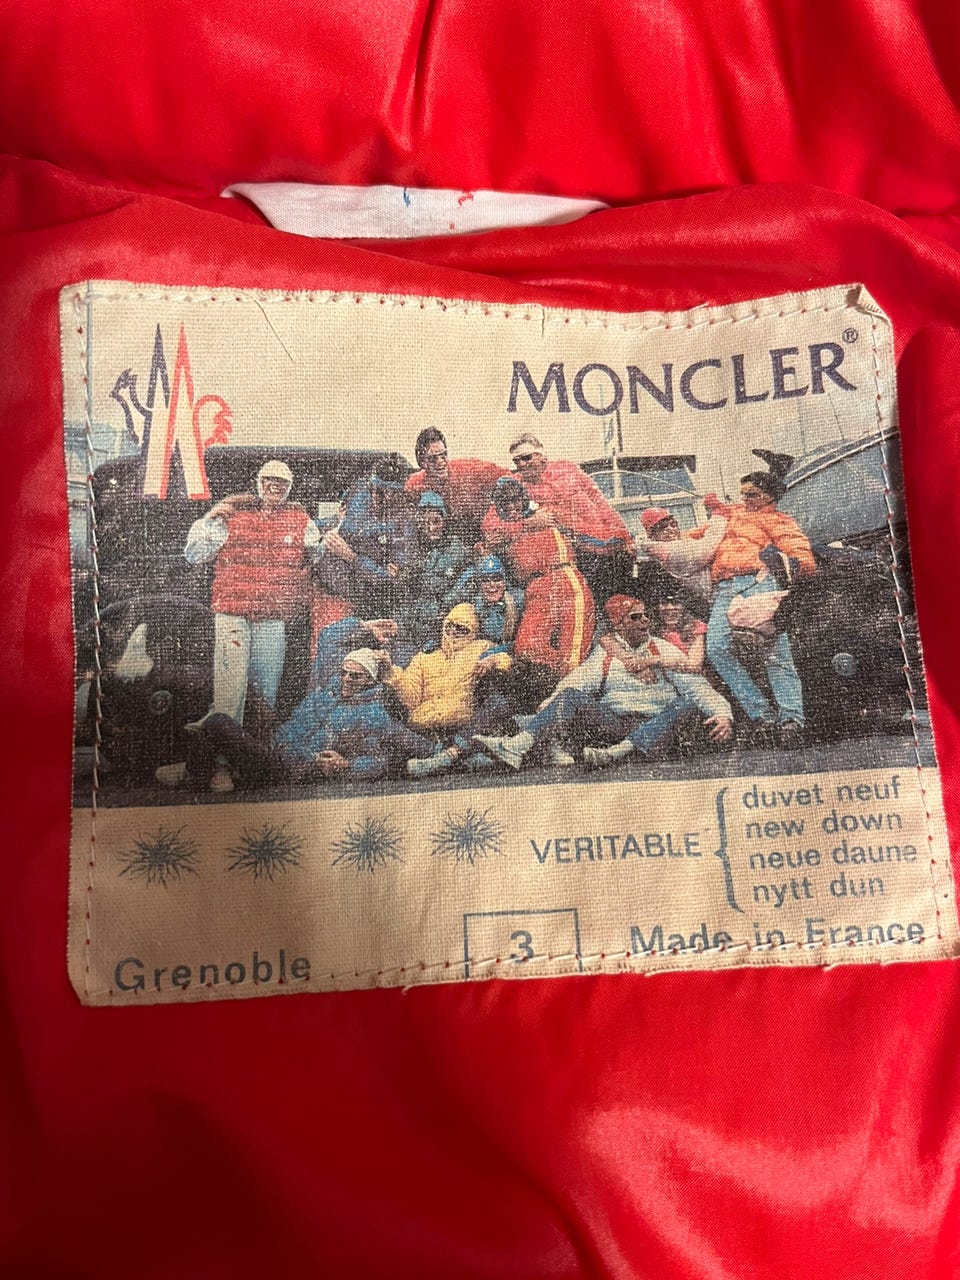 MONCLER®
VERITABLE
duvet neuf
new down
neue daune
nytt dun
Grenoble
3
Made in France